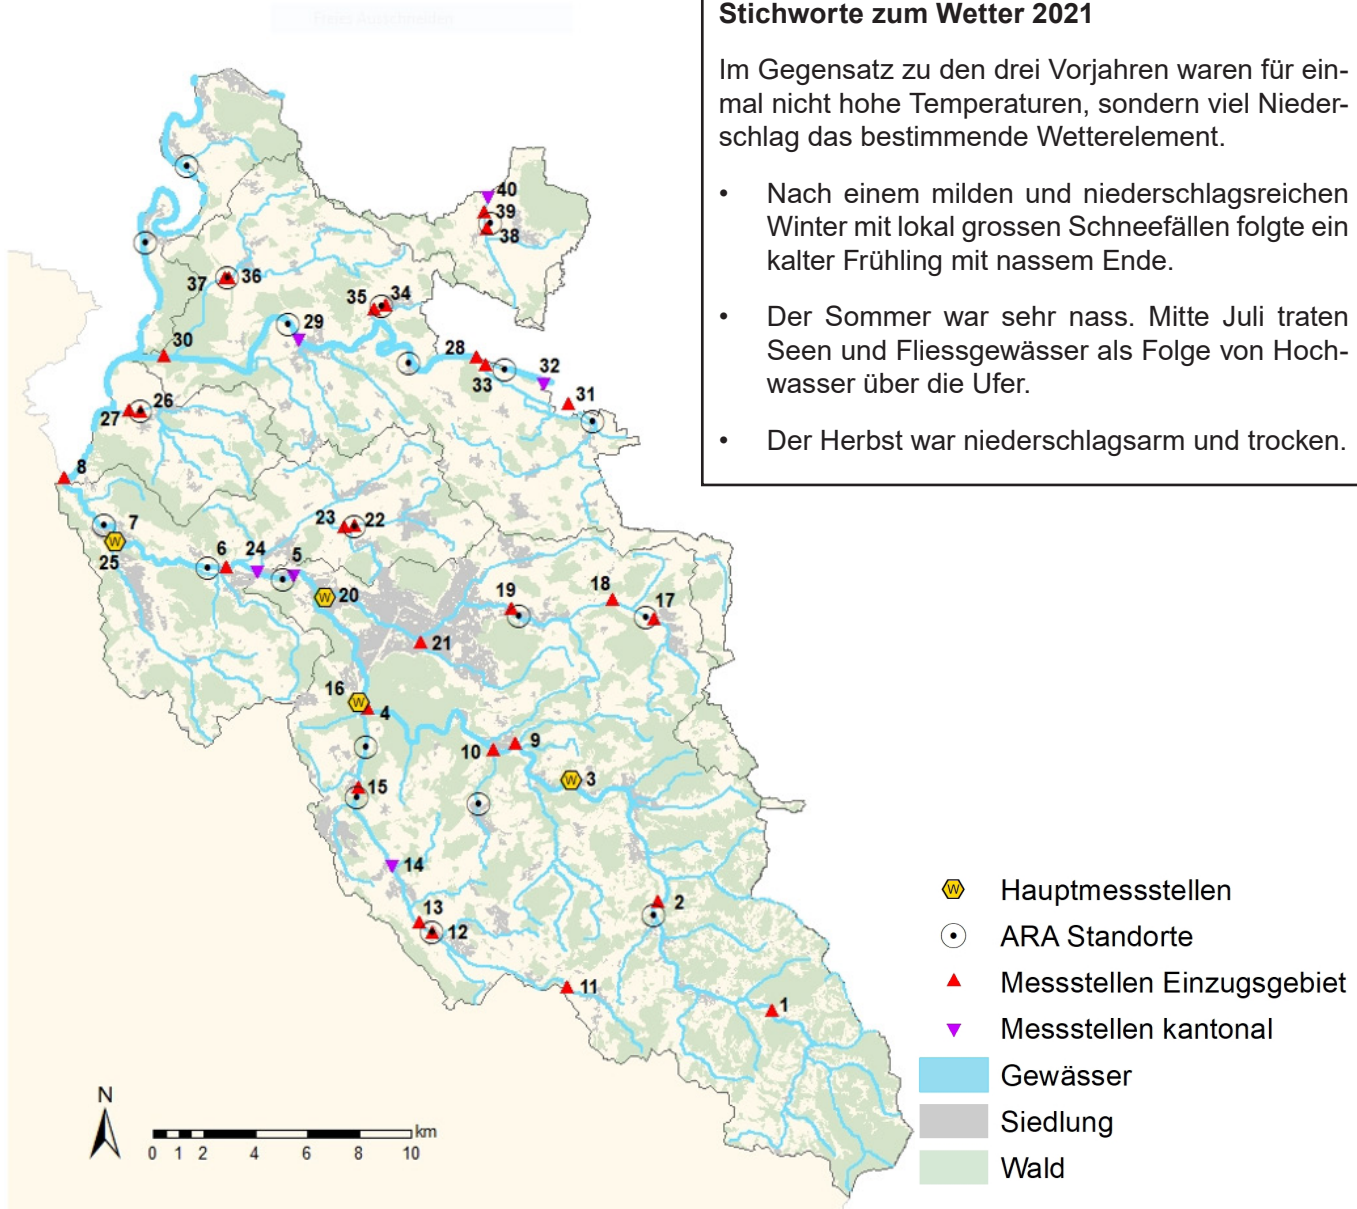 Freies Ausschneiden
Stichworte zum Wetter 2021
Im Gegensatz zu den drei Vorjahren waren für ein-
mal nicht hohe Temperaturen, sondern viel Nieder-
schlag das bestimmende Wetterelement.
• Nach einem milden und niederschlagsreichen
Winter mit lokal grossen Schneefällen folgte ein
kalter Frühling mit nassem Ende.
• Der Sommer war sehr nass. Mitte Juli traten
Seen und Fliessgewässer als Folge von Hoch-
wasser über die Ufer.
• Der Herbst war niederschlagsarm und trocken.
40
39
38
37
36
35
34
29
30
28
33
32
31
27
26
8
7
25
6
24
5
23
22
20
21
19
18
17
16
4
10
9
3
15
14
13
12
2
11
1
W
W
W
W
N
km
0 1 2 4 6 8 10
W Hauptmessstellen
ARA Standorte
Messstellen Einzugsgebiet
Messstellen kantonal
Gewässer
Siedlung
Wald